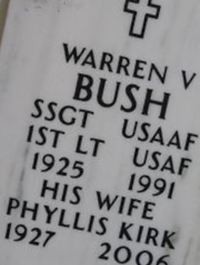 WARREN V
BUSH
SSGT USAAF
1ST LT USAF
1925 1991
HIS WIFE
PHYLLIS KIRK
1927 2006